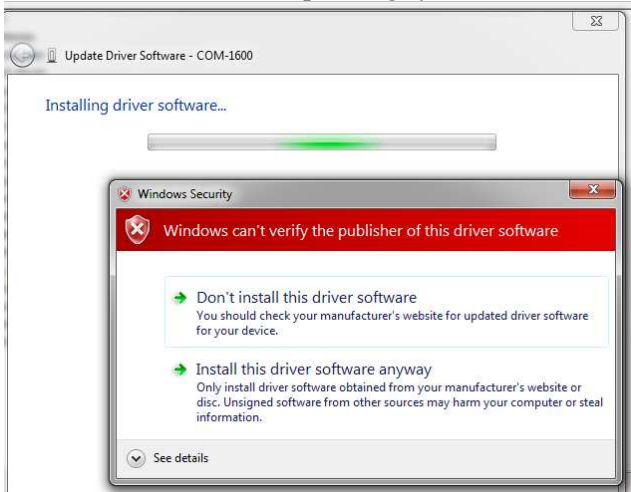 Update Driver Software - COM-1600
Installing driver software...
Windows Security
Windows can't verify the publisher of this driver software
Don't install this driver software
You should check your manufacturer's website for updated driver software
for your device.
Install this driver software anyway
Only install driver software obtained from your manufacturer's website or
disc. Unsigned software from other sources may harm your computer or steal
information.
See details